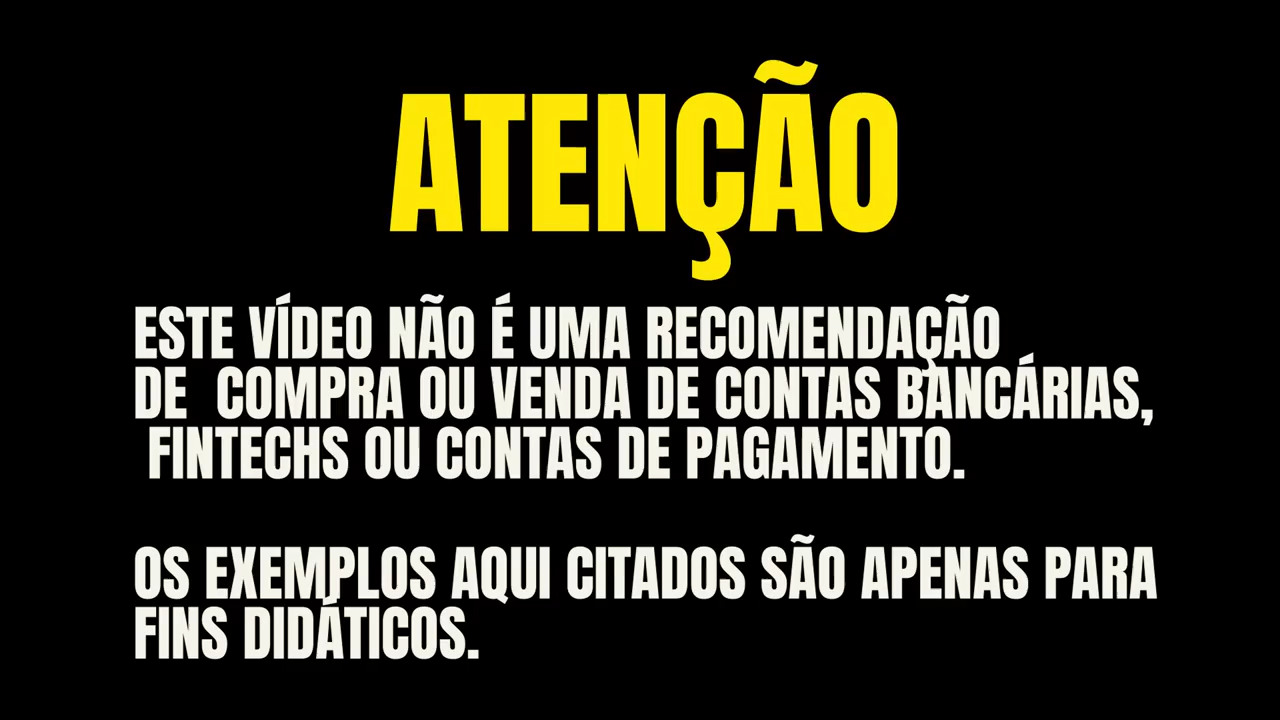 ATENÇÃO
ESTE VÍDEO NÃO É UMA RECOMENDAÇÃO
DE COMPRA OU VENDA DE CONTAS BANCÁRIAS,
FINTECHS OU CONTAS DE PAGAMENTO.
OS EXEMPLOS AQUI CITADOS SÃO APENAS PARA
FINS DIDÁTICOS.